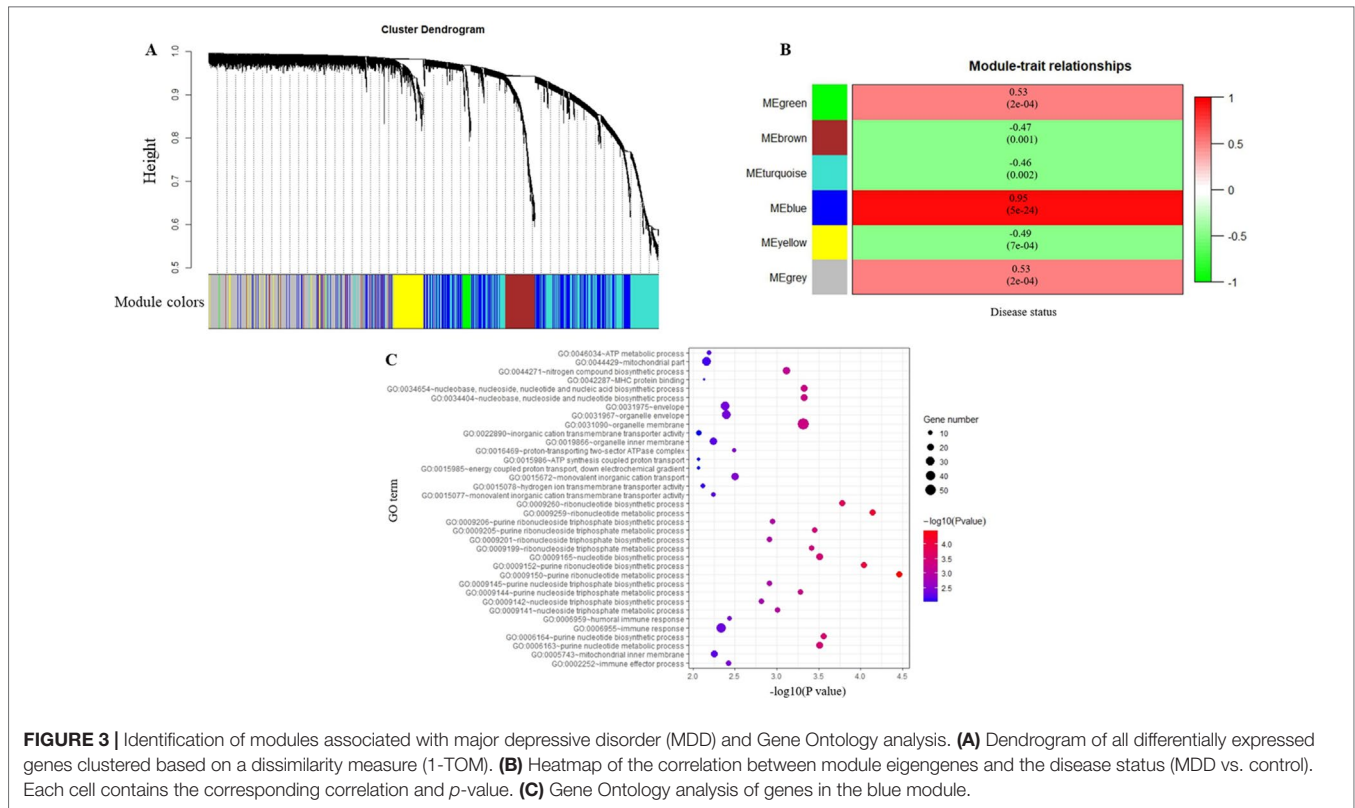 Cluster Dendrogram
A
Height
1.0
0.9
0.8
0.7
0.6
0.5
Module colors
B
Module-trait relationships
MEgreen
MEbrown
MEturquoise
MEblue
MEyellow
MEgrey
0.53
(2e-04)
-0.47
(0.001)
-0.46
(0.002)
0.95
(5e-24)
-0.49
(7e-04)
0.53
(2e-04)
1
0.5
0
-0.5
-1
Disease status
C
GO term
GO:0046034~ATP metabolic process
GO:0044429~mitochondrial part
GO:0044271~nitrogen compound biosynthetic process
GO:0042287~MHC protein binding
GO:0034654~nucleobase, nucleoside, nucleotide and nucleic acid biosynthetic process
GO:0034404~nucleobase, nucleoside and nucleotide biosynthetic process
GO:0031975~envelope
GO:0031967~organelle envelope
GO:0031090~organelle membrane
GO:0022890~inorganic cation transmembrane transporter activity
GO:0019866~organelle inner membrane
GO:0016469~proton-transporting two-sector ATPase complex
GO:0015986~ATP synthesis coupled proton transport
GO:0015985~energy coupled proton transport, down electrochemical gradient
GO:0015672~monovalent inorganic cation transport
GO:0015078~hydrogen ion transmembrane transporter activity
GO:0015077~monovalent inorganic cation transmembrane transporter activity
GO:0009260~ribonucleotide biosynthetic process
GO:0009259~ribonucleotide metabolic process
GO:0009206~purine ribonucleoside triphosphate biosynthetic process
GO:0009205~purine ribonucleoside triphosphate metabolic process
GO:0009201~ribonucleoside triphosphate biosynthetic process
GO:0009199~ribonucleoside triphosphate metabolic process
GO:0009165~nucleotide biosynthetic process
GO:0009152~purine ribonucleotide biosynthetic process
GO:0009150~purine ribonucleotide metabolic process
GO:0009145~purine nucleoside triphosphate biosynthetic process
GO:0009144~purine nucleoside triphosphate metabolic process
GO:0009142~nucleoside triphosphate biosynthetic process
GO:0009141~nucleoside triphosphate metabolic process
GO:0006959~humoral immune response
GO:0006955~immune response
GO:0006164~purine nucleotide biosynthetic process
GO:0006163~purine nucleotide metabolic process
GO:0005743~mitochondrial inner membrane
GO:0002252~immune effector process
2.0 2.5 3.0 3.5 4.0 4.5
-log10(P value)
Gene number
10
20
30
40
50
-log10(Pvalue)
4.0
3.5
3.0
2.5
FIGURE 3 | Identification of modules associated with major depressive disorder (MDD) and Gene Ontology analysis. (A) Dendrogram of all differentially expressed
genes clustered based on a dissimilarity measure (1-TOM). (B) Heatmap of the correlation between module eigengenes and the disease status (MDD vs. control).
Each cell contains the corresponding correlation and p-value. (C) Gene Ontology analysis of genes in the blue module.